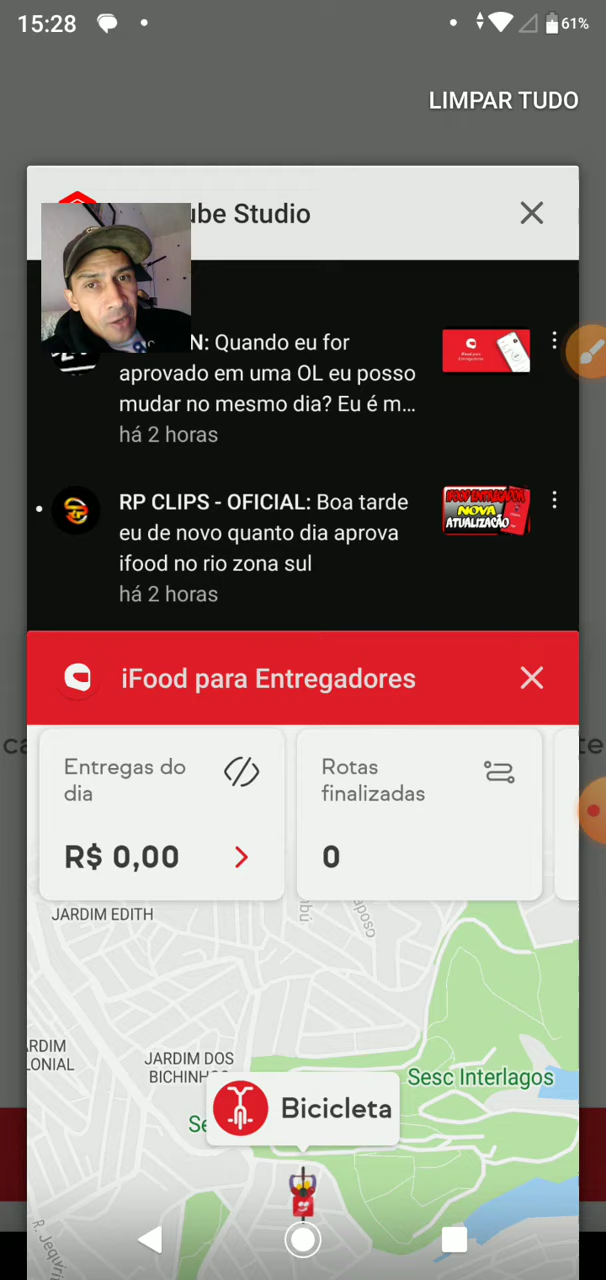 15:28
61%
LIMPAR TUDO
ube Studio
N: Quando eu for
aprovado em uma OL eu posso
mudar no mesmo dia? Eu é m...
há 2 horas
RP CLIPS - OFICIAL: Boa tarde
eu de novo quanto dia aprova
ifood no rio zona sul
há 2 horas
IFOOD ENTREGADOR
NOVA
ATUALIZAÇÃO
iFood para Entregadores
Entregas do
dia
R$ 0,00
Rotas
finalizadas
0
JARDIM EDITH
JARDIM DOS
BICHINHOS
Sesc Interlagos
Bicicleta